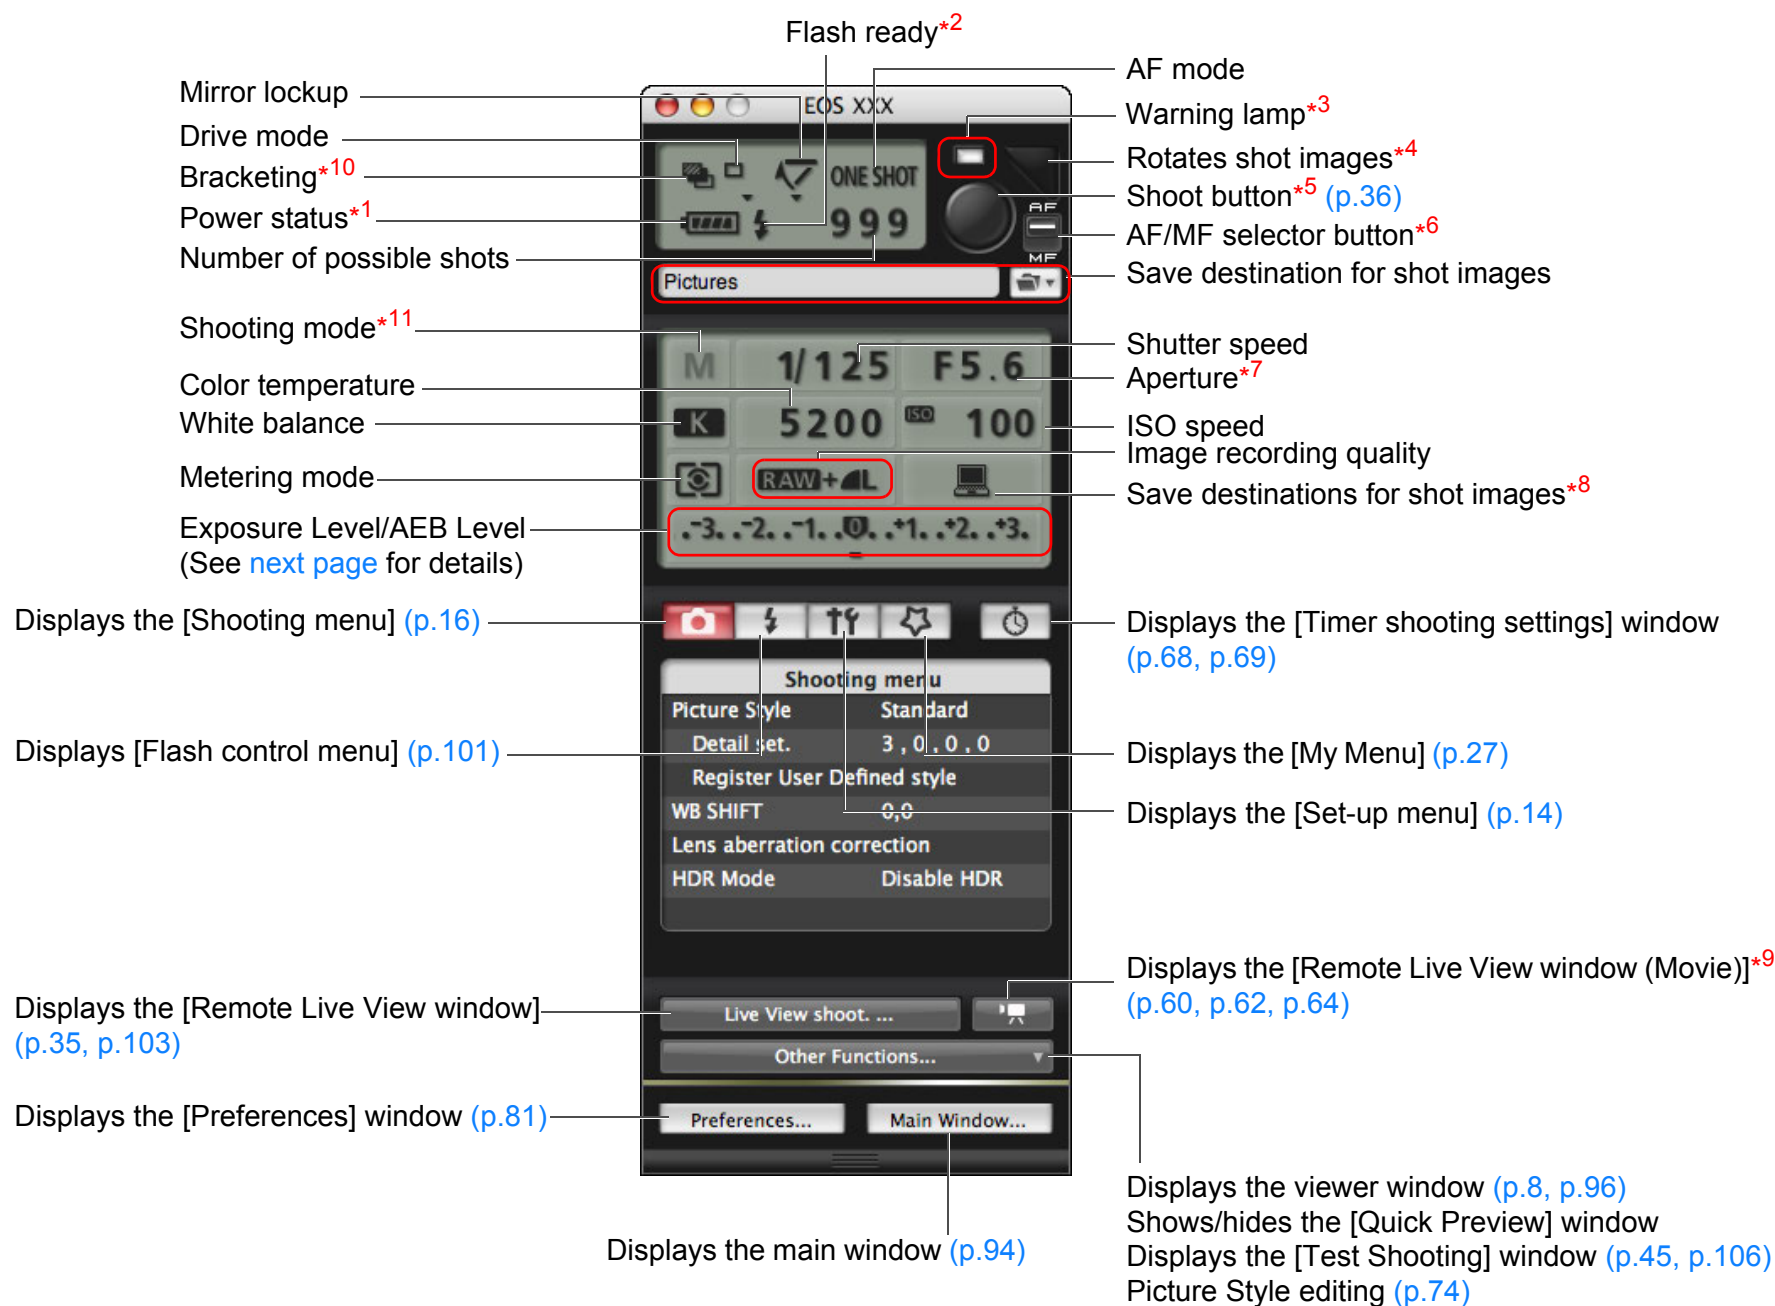 Flash ready*2
Mirror lockup
Drive mode
Bracketing*10
Power status*1
Number of possible shots
Shooting mode*11
Color temperature
White balance
Metering mode
Exposure Level/AEB Level
(See next page for details)
Displays the [Shooting menu] (p.16)
Displays [Flash control menu] (p.101)
Displays the [Remote Live View window]
(p.35, p.103)
Displays the [Preferences] window (p.81)
EOS XXX
ONE SHOT
999
AF
MF
Pictures
M 1/125 F5.6
K 5200 ISO 100
RAW+L
.-3. .-2. .-1. .0. .+1. .+2. .+3.
Shooting menu
Picture Style Standard
Detail set. 3 , 0 , 0 , 0
Register User Defined style
WB SHIFT 0,0
Lens aberration correction
HDR Mode Disable HDR
Live View shoot. ...
Other Functions...
Preferences... Main Window...
AF mode
Warning lamp*3
Rotates shot images*4
Shoot button*5 (p.36)
AF/MF selector button*6
Save destination for shot images
Shutter speed
Aperture*7
ISO speed
Image recording quality
Save destinations for shot images*8
Displays the [Timer shooting settings] window
(p.68, p.69)
Displays the [My Menu] (p.27)
Displays the [Set-up menu] (p.14)
Displays the [Remote Live View window (Movie)]*9
(p.60, p.62, p.64)
Displays the viewer window (p.8, p.96)
Shows/hides the [Quick Preview] window
Displays the [Test Shooting] window (p.45, p.106)
Picture Style editing (p.74)
Displays the main window (p.94)